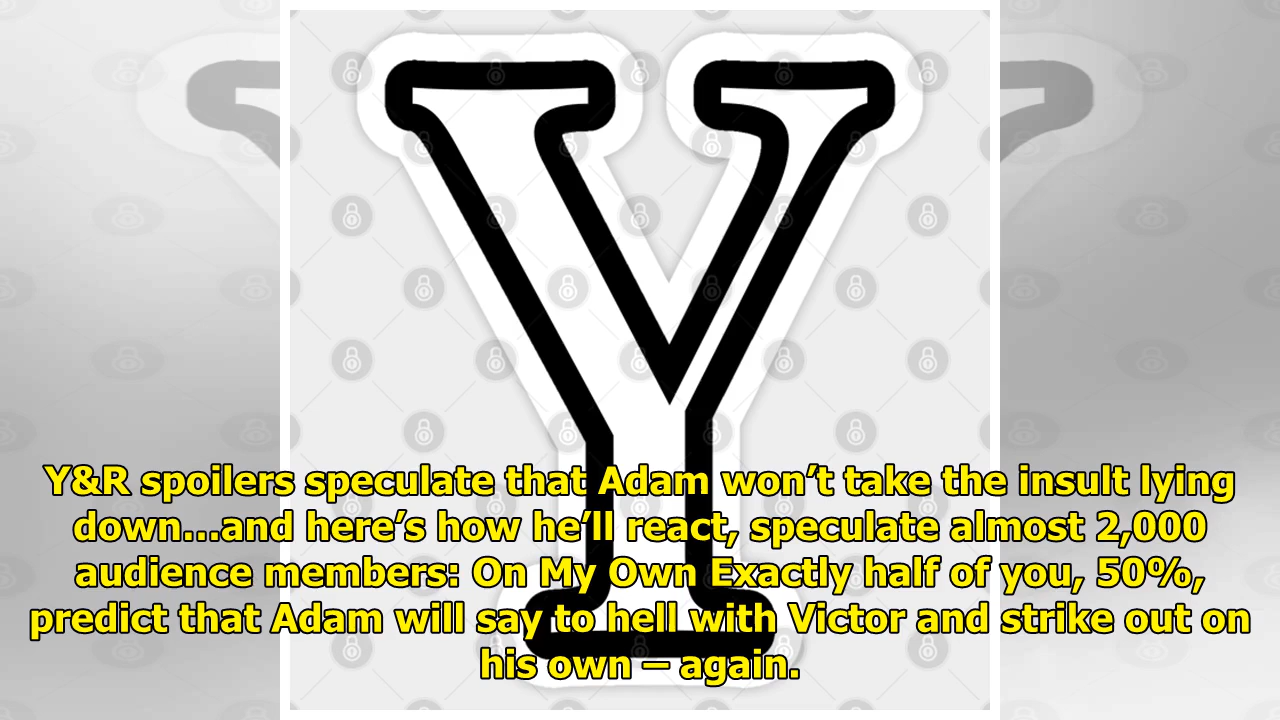 Y
Y&R spoilers speculate that Adam won’t take the insult lying
down...and here’s how he’ll react, speculate almost 2,000
audience members: On My Own Exactly half of you, 50%,
predict that Adam will say to hell with Victor and strike out on
his own – again.